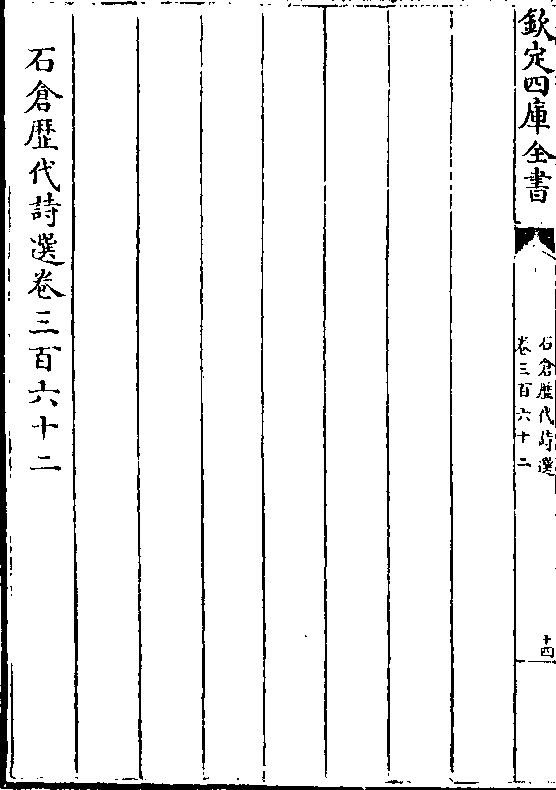 欽定四庫全書
石倉歷代詩選
卷三百六十二
十四
石倉歷代詩選卷三百六十二